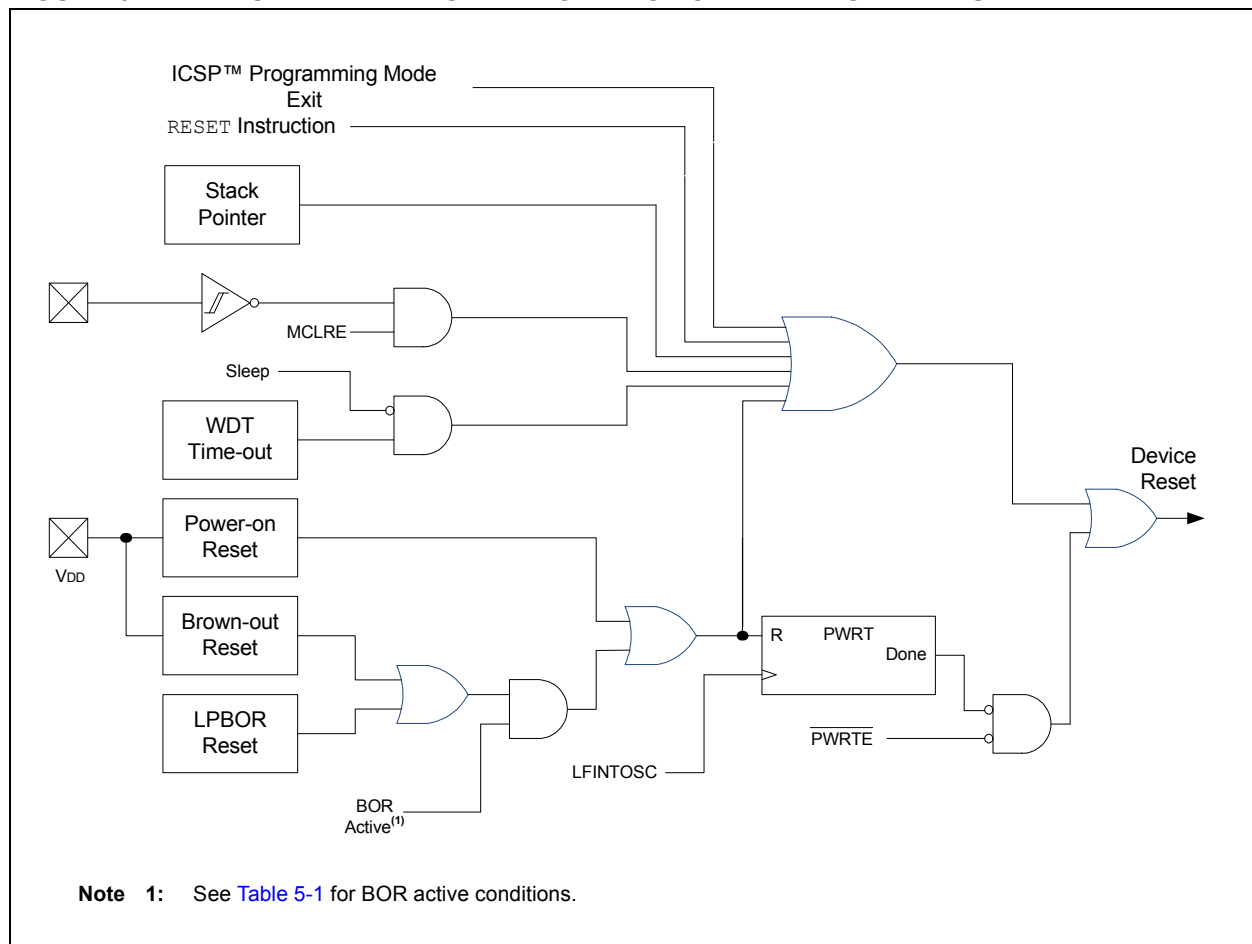 ICSP™ Programming Mode
Exit
RESET Instruction
Stack
Pointer
MCLRE
Sleep
WDT
Time-out
Device
Reset
Power-on
Reset
VDD
Brown-out
Reset
R
PWRT
Done
LPBOR
Reset
PWRTE
LFINTOSC
BOR
Active(1)
Note 1: See Table 5-1 for BOR active conditions.